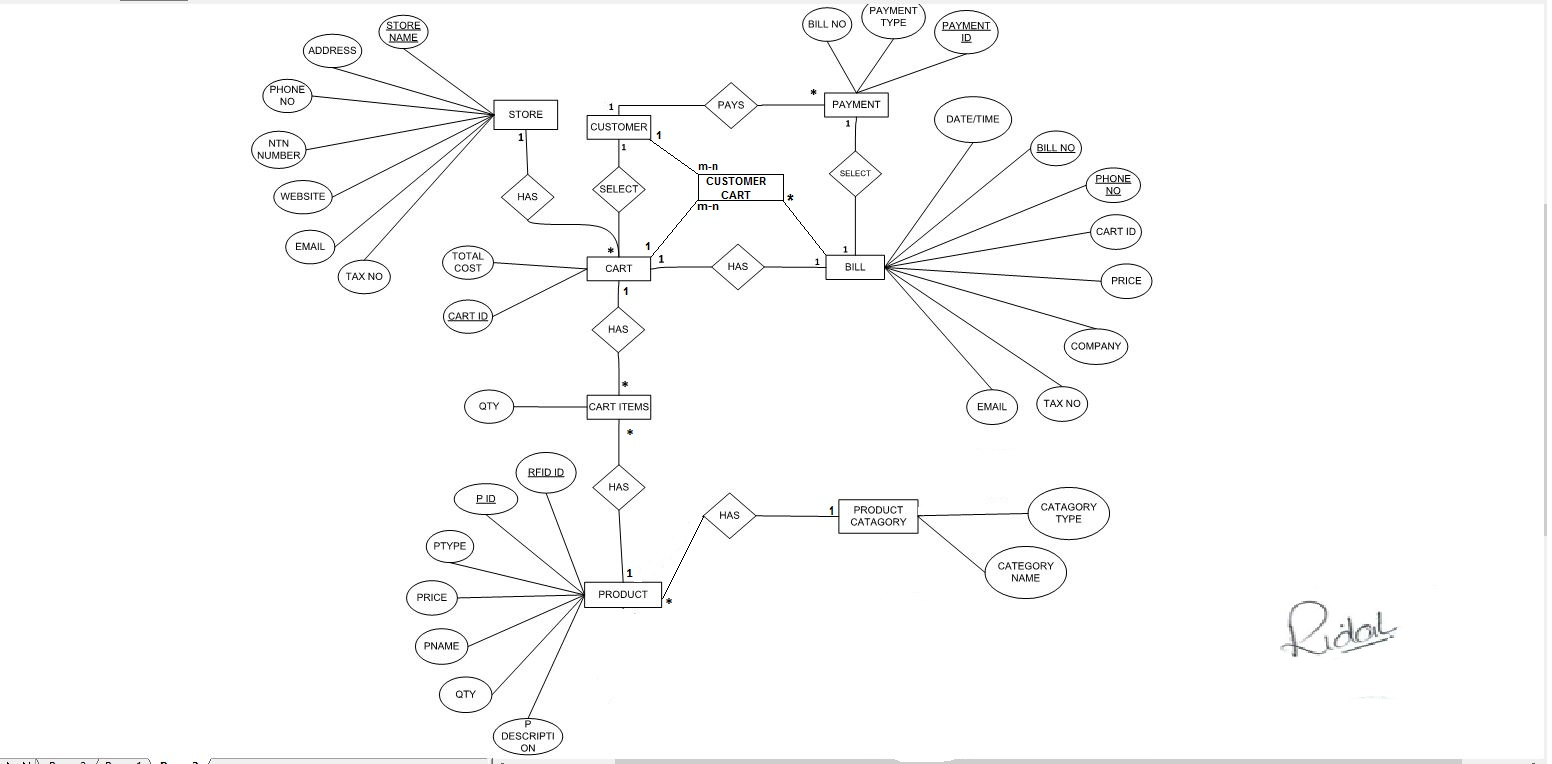 STORE
NAME
ADDRESS
PHONE
NO
NTN
NUMBER
WEBSITE
EMAIL
TAX NO
STORE
1
HAS
*
BILL NO
PAYMENT
TYPE
PAYMENT
ID
1
PAYS
*
PAYMENT
CUSTOMER
1
1
SELECT
m-n
CUSTOMER
CART
m-n
*
1
SELECT
1
DATE/TIME
BILL NO
PHONE
NO
CART ID
PRICE
COMPANY
TAX NO
EMAIL
TOTAL
COST
CART ID
CART
1
1
HAS
1
BILL
1
HAS
*
QTY
CART ITEMS
*
HAS
1
RFID ID
P ID
PTYPE
PRICE
PNAME
QTY
P
DESCRIPTI
ON
PRODUCT
*
HAS
1
PRODUCT
CATAGORY
CATAGORY
TYPE
CATEGORY
NAME